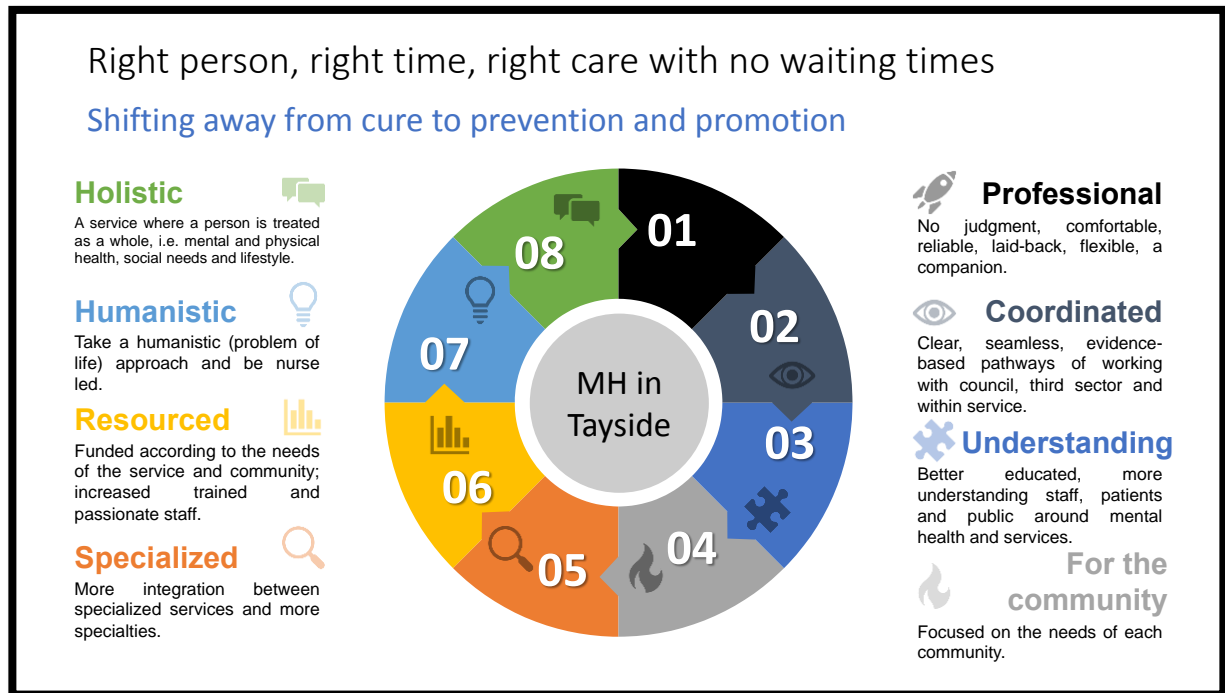 Right person, right time, right care with no waiting times
Shifting away from cure to prevention and promotion
Holistic
A service where a person is treated
as a whole, i.e. mental and physical
health, social needs and lifestyle.
Humanistic
Take a humanistic (problem of
life) approach and be nurse
led.
Resourced
Funded according to the needs
of the service and community;
increased trained and
passionate staff.
Specialized
More integration between
specialized services and more
specialties.
01
02
03
04
05
06
07
08
MH in
Tayside
Professional
No judgment, comfortable,
reliable, laid-back, flexible, a
companion.
Coordinated
Clear, seamless, evidence-
based pathways of working
with council, third sector and
within service.
Understanding
Better educated, more
understanding staff, patients
and public around mental
health and services.
For the
community
Focused on the needs of each
community.